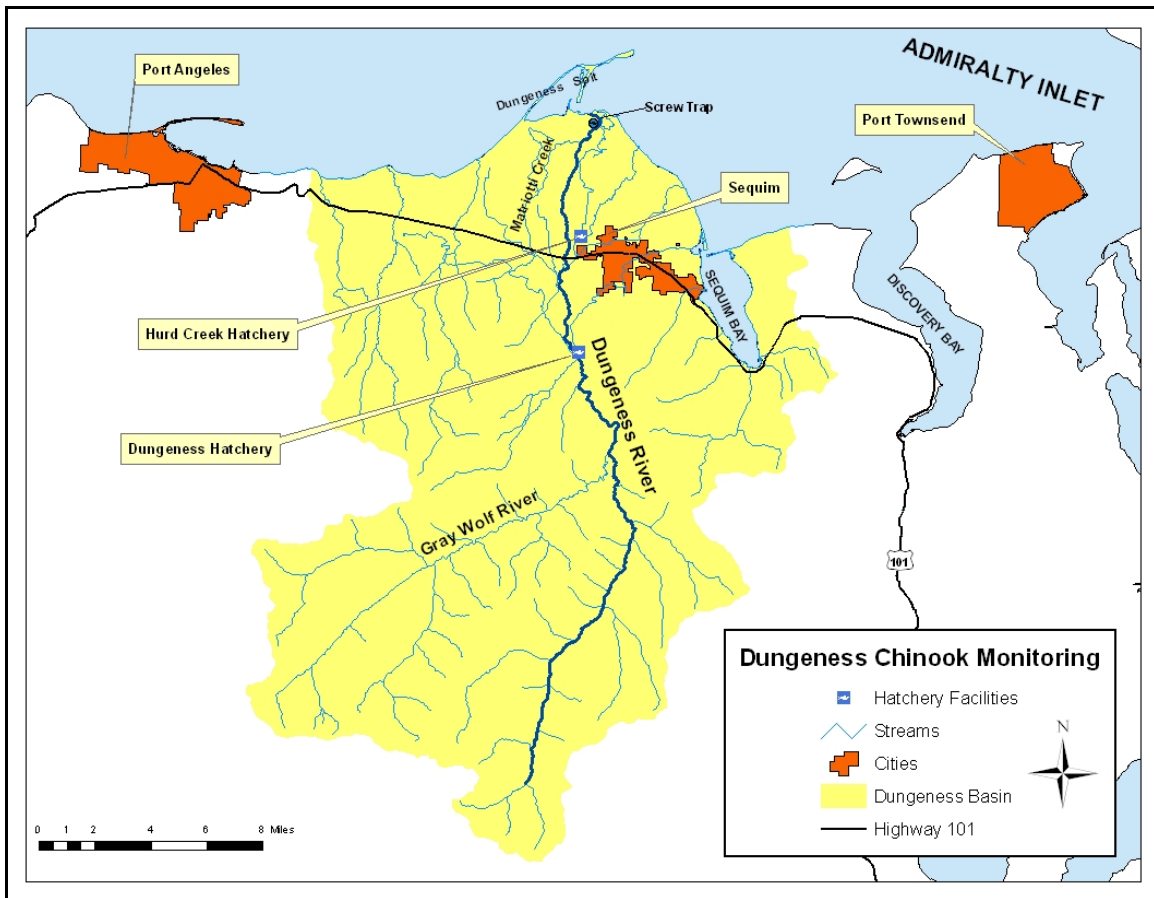 ADMIRALTY INLET
Port Angeles
Dungeness Spit
Screw Trap
Port Townsend
Matriotti Creek
Sequim
SEQUIM BAY
DISCOVERY BAY
Hurd Creek Hatchery
Dungeness River
Dungeness Hatchery
Gray Wolf River
101
Dungeness Chinook Monitoring
Hatchery Facilities
Streams
Cities
Dungeness Basin
Highway 101
N
0 1 2 4 6 8 Miles